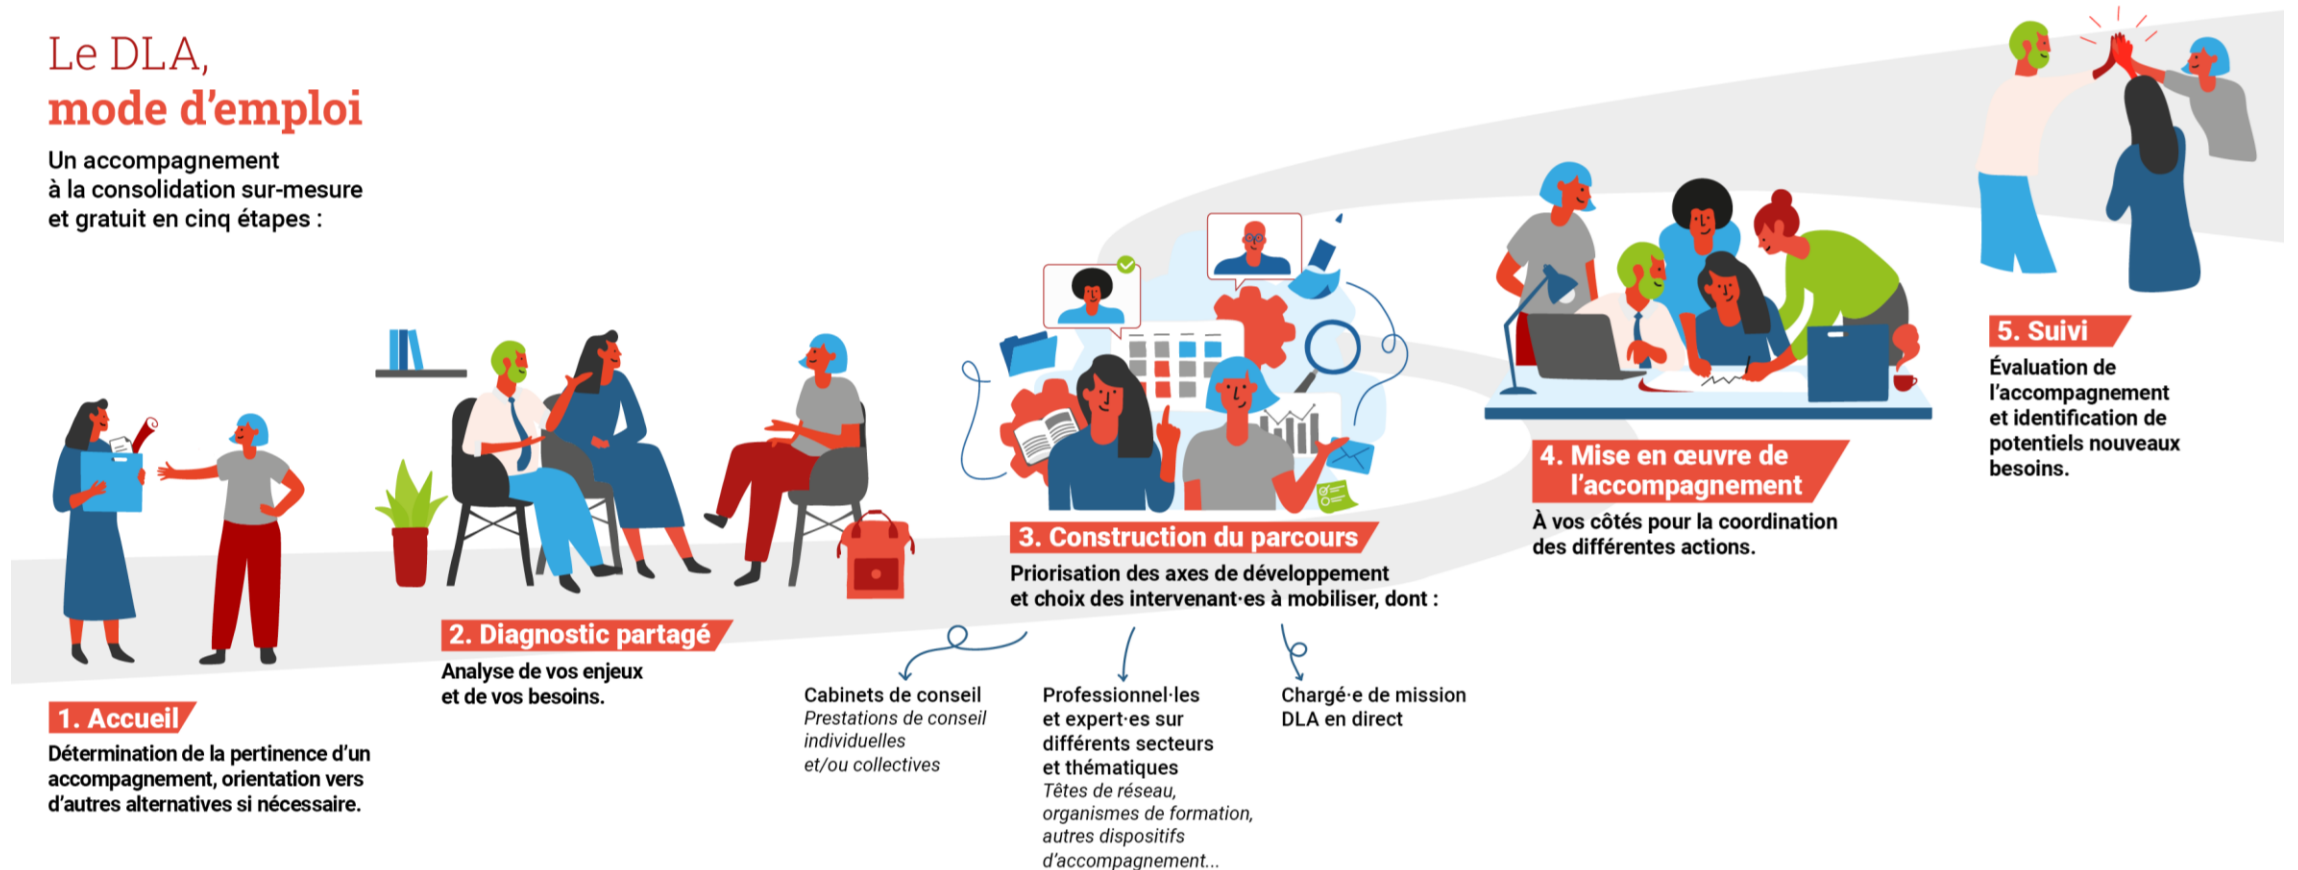 Le DLA,
mode d'emploi
Un accompagnement
à la consolidation sur-mesure
et gratuit en cinq étapes :
1. Accueil
Détermination de la pertinence d'un
accompagnement, orientation vers
d'autres alternatives si nécessaire.
2. Diagnostic partagé
Analyse de vos enjeux
et de vos besoins.
3. Construction du parcours
Priorisation des axes de développement
et choix des intervenant·es à mobiliser, dont :
Cabinets de conseil
Prestations de conseil
individuelles
et/ou collectives
Professionnel·les
et expert·es sur
différents secteurs
et thématiques
Têtes de réseau,
organismes de formation,
autres dispositifs
d'accompagnement...
Chargé·e de mission
DLA en direct
4. Mise en œuvre de
l'accompagnement
À vos côtés pour la coordination
des différentes actions.
5. Suivi
Évaluation de
l'accompagnement
et identification de
potentiels nouveaux
besoins.